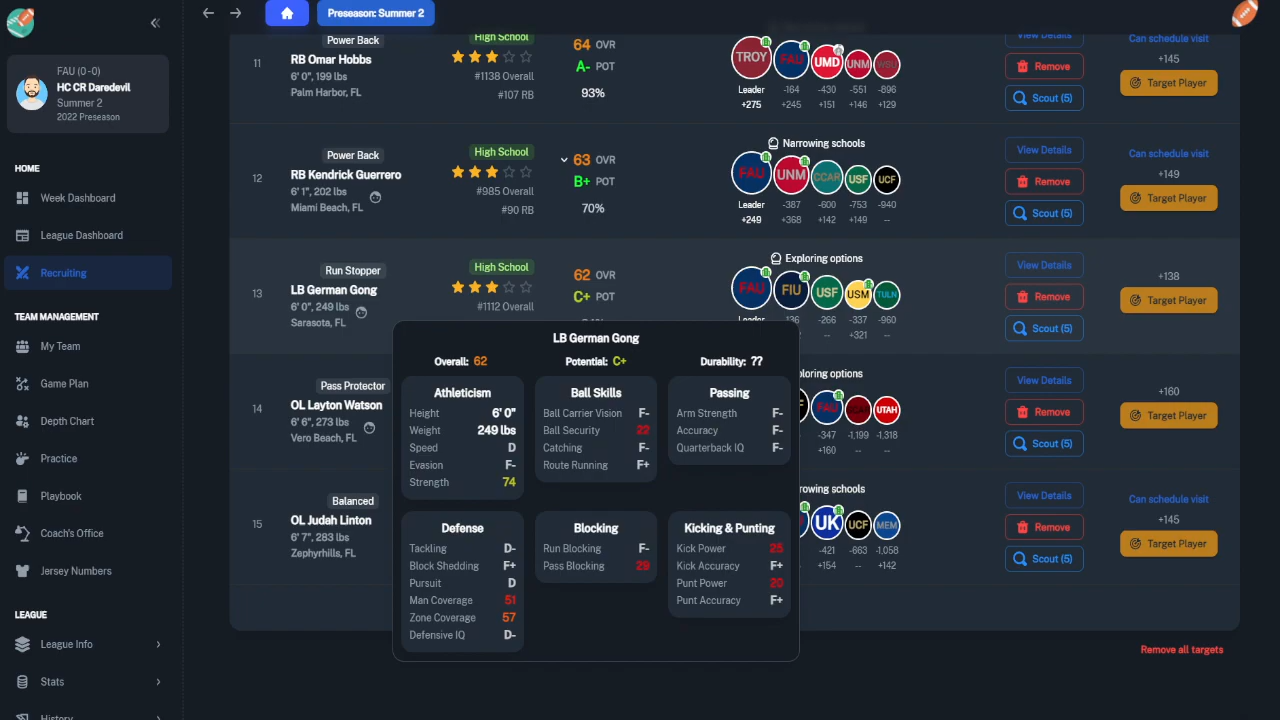 Preseason: Summer 2
FAU (0-0)
HC CR Daredevil
Summer 2
2022 Preseason
HOME
Week Dashboard
League Dashboard
Recruiting
TEAM MANAGEMENT
My Team
Game Plan
Depth Chart
Practice
Playbook
Coach's Office
Jersey Numbers
LEAGUE
League Info
Stats
History
11
Power Back
RB Omar Hobbs
6' 0", 199 lbs
Palm Harbor, FL
High School
#1138 Overall
#107 RB
64 OVR
A- POT
93%
TROY FAU UMD UNM
Leader -164 -430 -551 -896
+275 +245 +151 +146 +129
View Details
Remove
Scout (5)
Can schedule visit
+145
Target Player
12
Power Back
RB Kendrick Guerrero
6' 1", 202 lbs
Miami Beach, FL
High School
#985 Overall
#90 RB
63 OVR
B+ POT
70%
Narrowing schools
FAU UNM CCAR USF UCF
Leader -387 -600 -753 -940
+249 +368 +142 +149 --
View Details
Remove
Scout (5)
Can schedule visit
+149
Target Player
13
Run Stopper
LB German Gong
6' 0", 249 lbs
Sarasota, FL
High School
#1112 Overall
62 OVR
C+ POT
Exploring options
FAU FIU USF USM TULN
Leader -136 -266 -337 -960
-- +321 --
View Details
Remove
Scout (5)
+138
Target Player
LB German Gong
Overall: 62
Potential: C+
Durability: ??
Athleticism
Height 6' 0"
Weight 249 lbs
Speed D
Evasion F-
Strength 74
Ball Skills
Ball Carrier Vision F-
Ball Security 22
Catching F-
Route Running F+
Passing
Arm Strength F-
Accuracy F-
Quarterback IQ F-
Defense
Tackling D-
Block Shedding F+
Pursuit D
Man Coverage 51
Zone Coverage 57
Defensive IQ D-
Blocking
Run Blocking F-
Pass Blocking 29
Kicking & Punting
Kick Power 25
Kick Accuracy F+
Punt Power 20
Punt Accuracy F+
14
Pass Protector
OL Layton Watson
6' 6", 273 lbs
Vero Beach, FL
options
FAU UTAH
-347 -1,199 -1,318
+160 -- --
View Details
Remove
Scout (5)
+160
Target Player
15
Balanced
OL Judah Linton
6' 7", 283 lbs
Zephyrhills, FL
schools
UK UCF MEM
-421 -663 -1,058
+154 -- +142
View Details
Remove
Scout (5)
Can schedule visit
+145
Target Player
Remove all targets